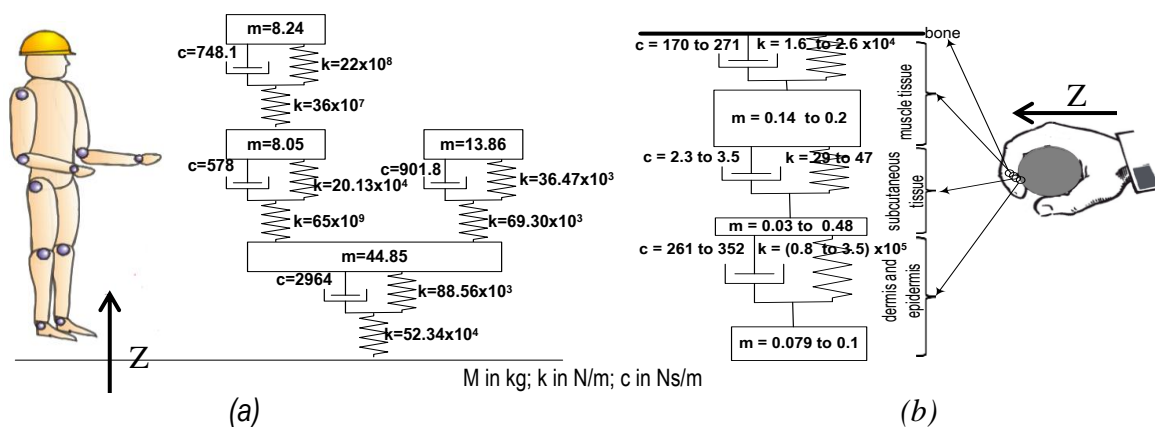 m=8.24
c=748.1
k=22x10⁸
k=36x10⁷
m=8.05
c=578
k=20.13x10⁴
k=65x10⁹
m=13.86
c=901.8
k=36.47x10³
k=69.30x10³
m=44.85
c=2964
k=88.56x10³
k=52.34x10⁴
Z
(a)
bone
c = 170 to 271 k = 1.6 to 2.6 x10⁴
m = 0.14 to 0.2
muscle tissue
c = 2.3 to 3.5 k = 29 to 47
subcutaneous
tissue
m = 0.03 to 0.48
c = 261 to 352 k = (0.8 to 3.5) x10⁵
dermis and
epidermis
m = 0.079 to 0.1
Z
M in kg; k in N/m; c in Ns/m
(b)